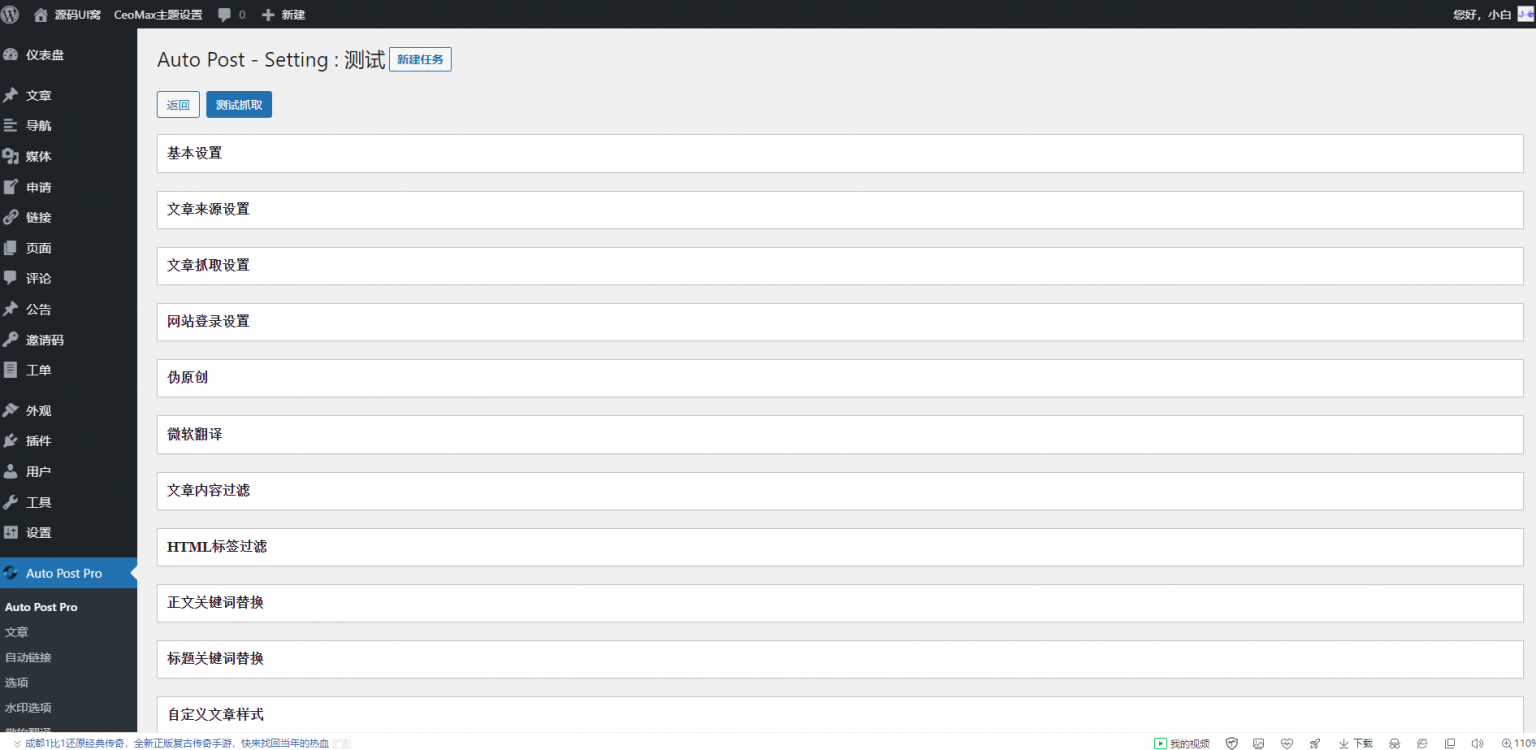 源码UI窝 CeoMax主题设置 0 新建 您好，小白
仪表盘
文章
导航
媒体
申请
链接
页面
评论
公告
邀请码
工单
外观
插件
用户
工具
设置
Auto Post Pro
Auto Post Pro
文章
自动链接
选项
水印选项
Auto Post - Setting : 测试 新建任务
返回 测试抓取
基本设置
文章来源设置
文章抓取设置
网站登录设置
伪原创
微软翻译
文章内容过滤
HTML标签过滤
正文关键词替换
标题关键词替换
自定义文章样式
成都1比1还原经典传奇，全新正版复古传奇手游，快来找回当年的热血 广告 我的视频 下载 110%